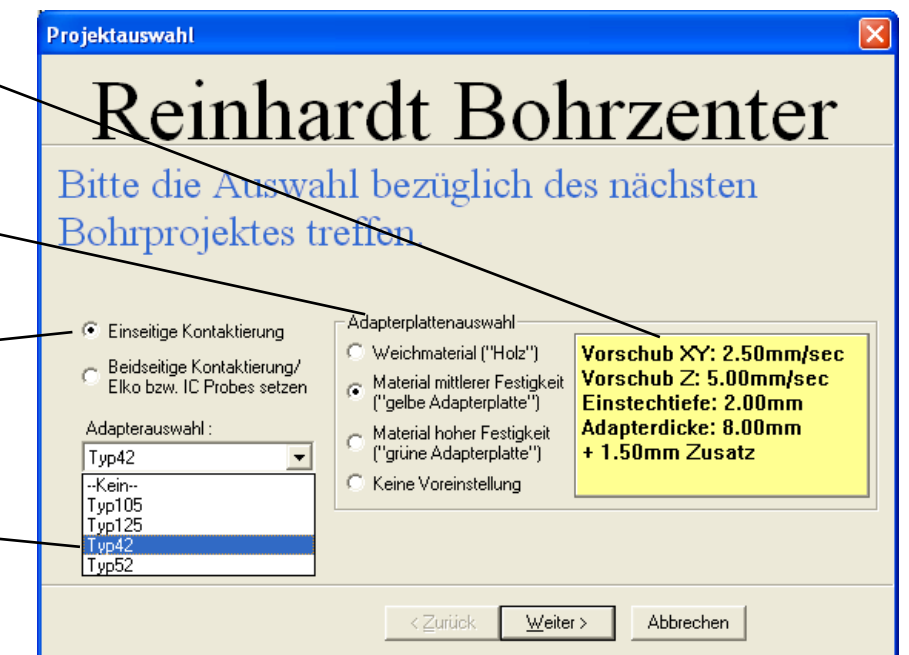 Projektauswahl
Reinhardt Bohrzenter
Bitte die Auswahl bezüglich des nächsten
Bohrprojektes treffen.
Einseitige Kontaktierung
Beidseitige Kontaktierung/
Elko bzw. IC Probes setzen
Adapterauswahl :
Typ42
--Kein--
Typ105
Typ125
Typ42
Typ52
Adapterplattenauswahl
Weichmaterial ("Holz")
Material mittlerer Festigkeit
("gelbe Adapterplatte")
Material hoher Festigkeit
("grüne Adapterplatte")
Keine Voreinstellung
Vorschub XY: 2.50mm/sec
Vorschub Z: 5.00mm/sec
Einstechtiefe: 2.00mm
Adapterdicke: 8.00mm
+ 1.50mm Zusatz
< Zurück
Weiter >
Abbrechen